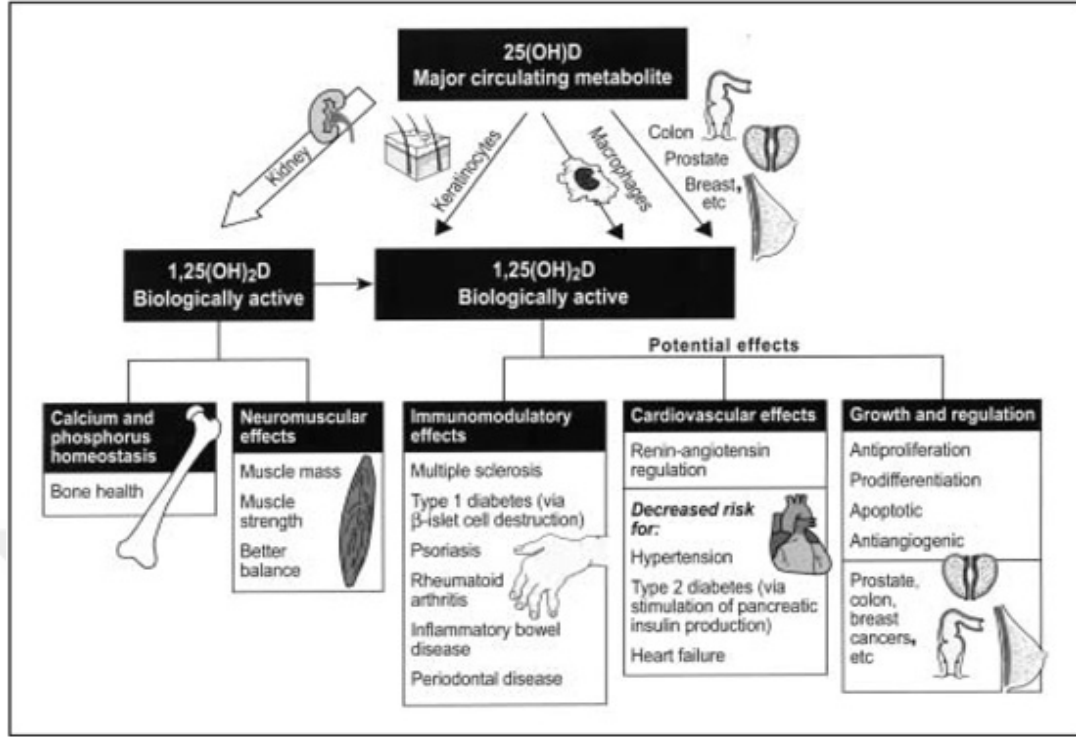 25(OH)D
Major circulating metabolite
Kidney
Keratinocytes
Macrophages
Colon
Prostate
Breast,
etc
1,25(OH)₂D
Biologically active
1,25(OH)₂D
Biologically active
Potential effects
Calcium and
phosphorus
homeostasis
Bone health
Neuromuscular
effects
Muscle mass
Muscle
strength
Better
balance
Immunomodulatory
effects
Multiple sclerosis
Type 1 diabetes (via
β-islet cell destruction)
Psoriasis
Rheumatoid
arthritis
Inflammatory bowel
disease
Periodontal disease
Cardiovascular effects
Renin-angiotensin
regulation
Decreased risk
for:
Hypertension
Type 2 diabetes (via
stimulation of pancreatic
insulin production)
Heart failure
Growth and regulation
Antiproliferation
Prodifferentiation
Apoptotic
Antiangiogenic
Prostate,
colon,
breast
cancers,
etc